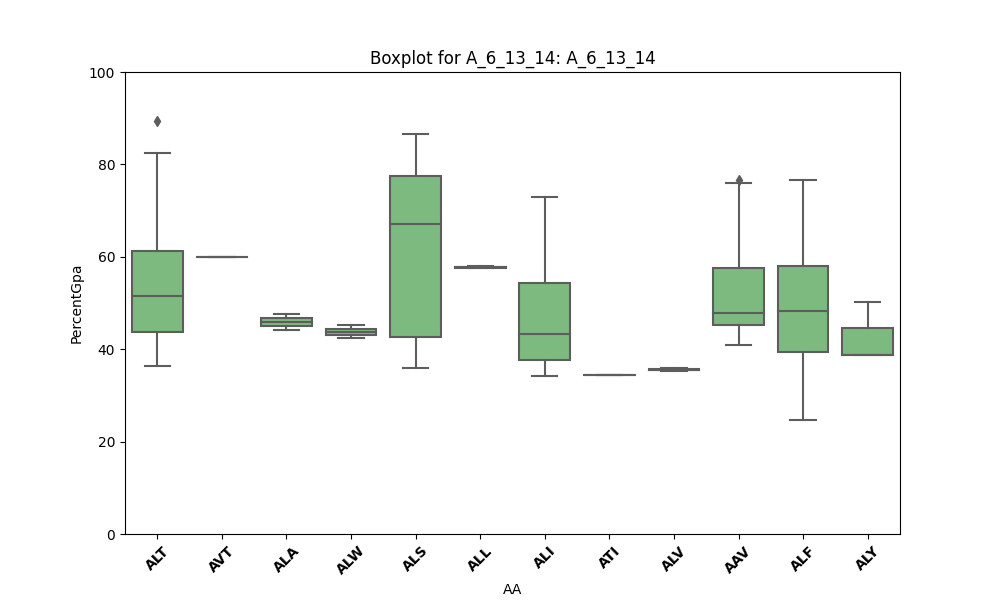 Boxplot for A_6_13_14: A_6_13_14
PercentGpa
100
80
60
40
20
0
ALT AVT ALA ALW ALS ALL ALI ATI ALV AAV ALF ALY
AA